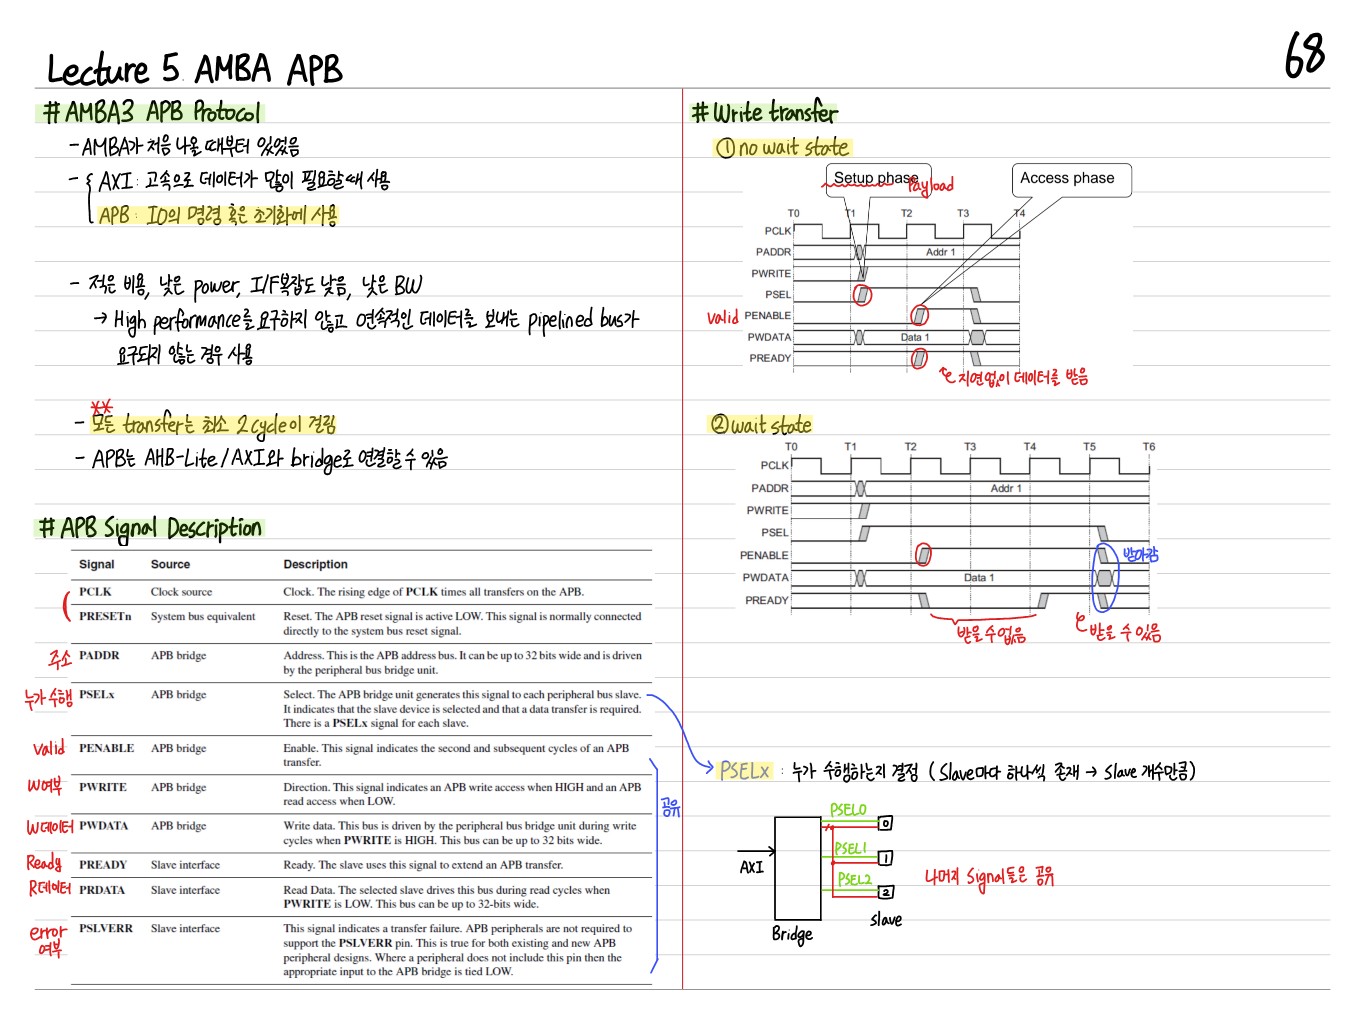 Lecture 5. AMBA APB
68
# AMBA3 APB Protocol
- AMBA가 처음 나올 때부터 있었음
- { AXI : 고속으로 데이터가 많이 필요할 때 사용
APB : IO의 명령 혹은 초기화에 사용
- 적은 비용, 낮은 power, I/F복잡도 낮음, 낮은 BW
→ High performance를 요구하지 않고 연속적인 데이터를 보내는 pipelined bus가
요구되지 않는 경우 사용
**
- 모든 transfer는 최소 2 cycle이 걸림
- APB는 AHB-Lite / AXI와 bridge로 연결할 수 있음
# APB Signal Description
Signal Source Description
PCLK Clock source Clock. The rising edge of PCLK times all transfers on the APB.
PRESETn System bus equivalent Reset. The APB reset signal is active LOW. This signal is normally connected
directly to the system bus reset signal.
주소 PADDR APB bridge Address. This is the APB address bus. It can be up to 32 bits wide and is driven
by the peripheral bus bridge unit.
누가 수행 PSELx APB bridge Select. The APB bridge unit generates this signal to each peripheral bus slave.
It indicates that the slave device is selected and that a data transfer is required.
There is a PSELx signal for each slave.
valid PENABLE APB bridge Enable. This signal indicates the second and subsequent cycles of an APB
transfer.
W여부 PWRITE APB bridge Direction. This signal indicates an APB write access when HIGH and an APB
read access when LOW.
공유
W데이터 PWDATA APB bridge Write data. This bus is driven by the peripheral bus bridge unit during write
cycles when PWRITE is HIGH. This bus can be up to 32 bits wide.
Ready PREADY Slave interface Ready. The slave uses this signal to extend an APB transfer.
R데이터 PRDATA Slave interface Read Data. The selected slave drives this bus during read cycles when
PWRITE is LOW. This bus can be up to 32-bits wide.
error 여부 PSLVERR Slave interface This signal indicates a transfer failure. APB peripherals are not required to
support the PSLVERR pin. This is true for both existing and new APB
peripheral designs. Where a peripheral does not include this pin then the
appropriate input to the APB bridge is tied LOW.
# Write transfer
① no wait state
Setup phase Payload Access phase
T0 T1 T2 T3 T4
PCLK
PADDR Addr 1
PWRITE
PSEL
valid PENABLE
PWDATA Data 1
PREADY
지연없이 데이터를 받음
② wait state
T0 T1 T2 T3 T4 T5 T6
PCLK
PADDR Addr 1
PWRITE
PSEL
PENABLE 받아감
PWDATA Data 1
PREADY
받을 수 없음 받을 수 있음
PSELx : 누가 수행하는지 결정 ( Slave마다 하나씩 존재 → Slave 개수만큼)
PSEL0 0
AXI PSEL1 1
나머지 Signal들은 공유
PSEL2 2
slave
Bridge